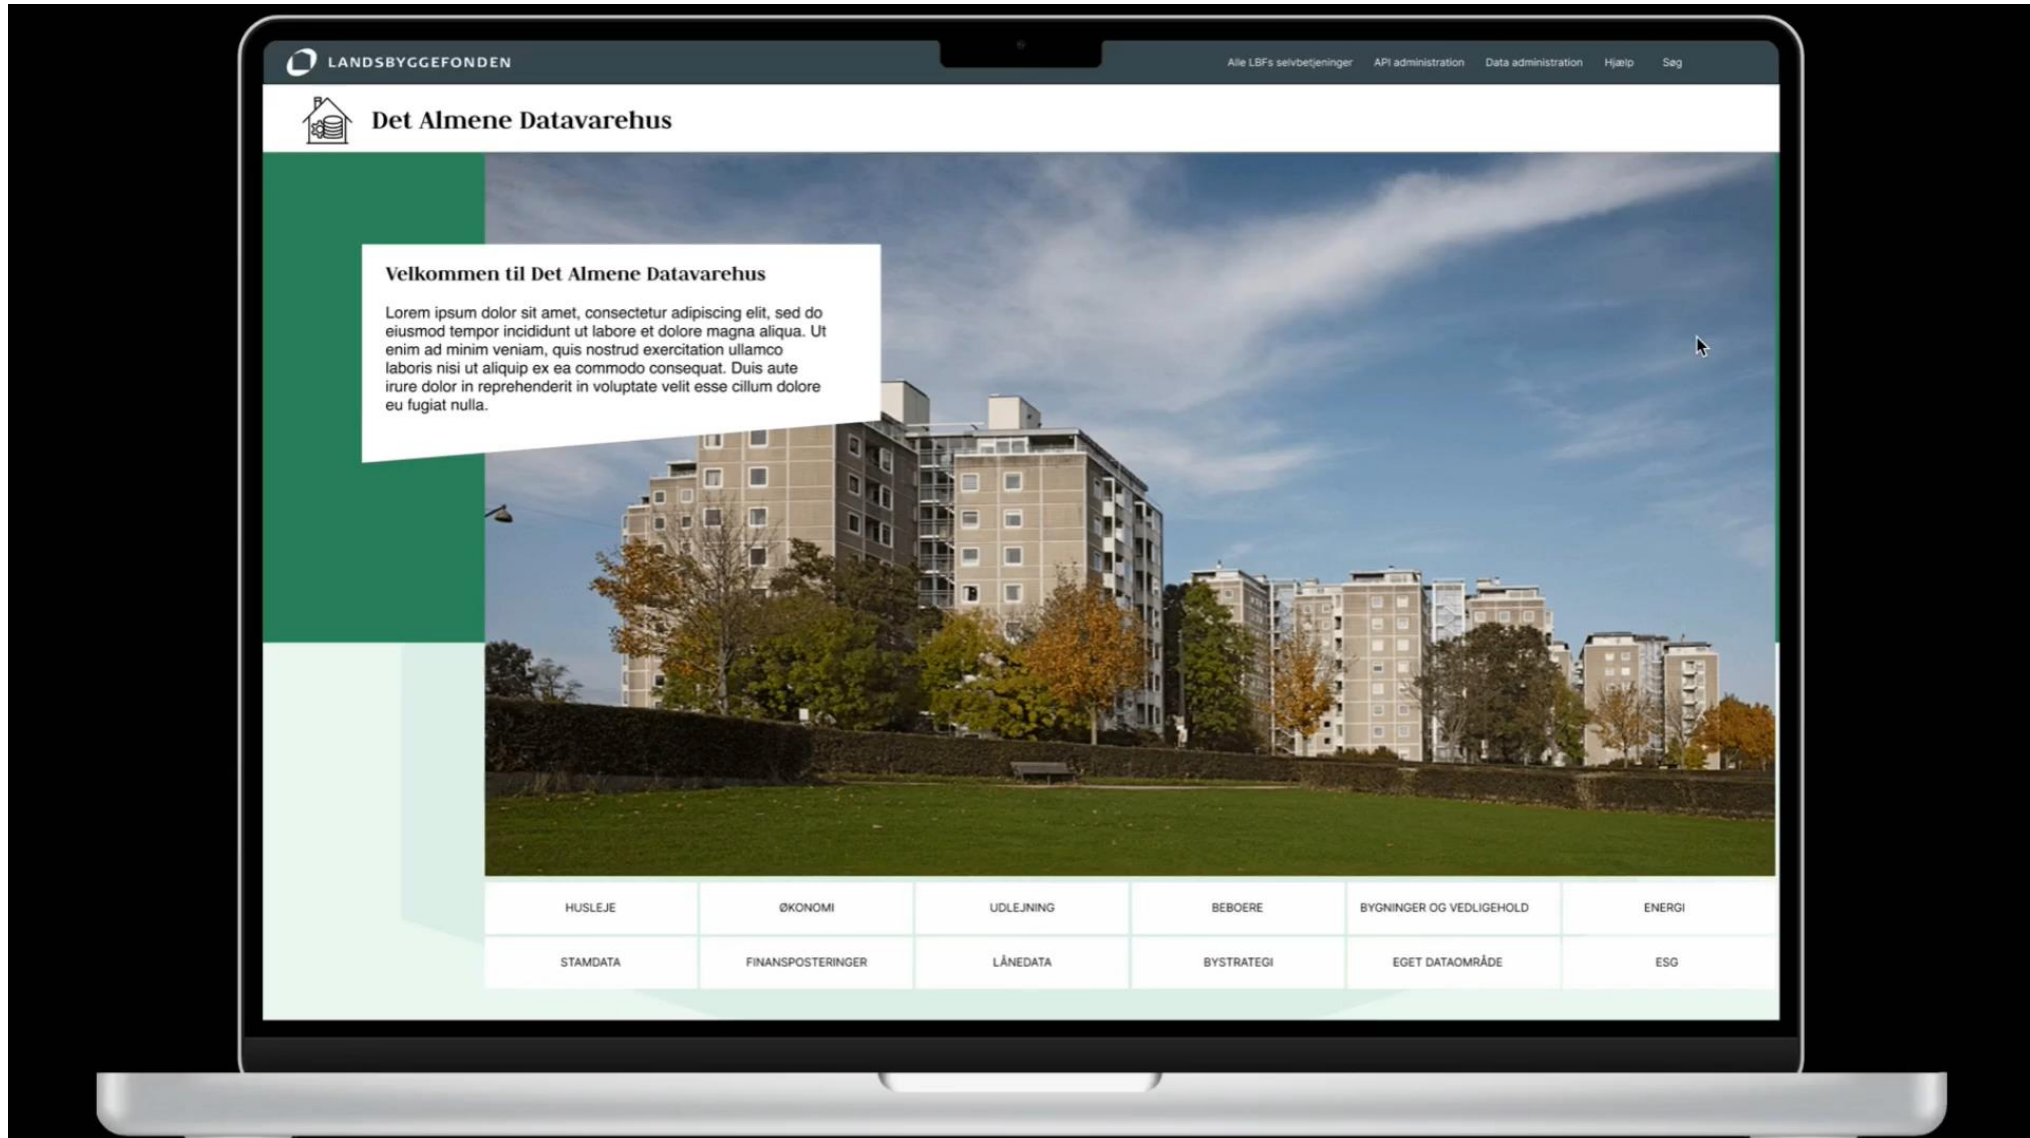 LANDSBYGGEFONDEN
Alle LBFs selvbetjeninger API administration Data administration Hjælp Søg
Det Almene Datavarehus
Velkommen til Det Almene Datavarehus
Lorem ipsum dolor sit amet, consectetur adipiscing elit, sed do
eiusmod tempor incididunt ut labore et dolore magna aliqua. Ut
enim ad minim veniam, quis nostrud exercitation ullamco
laboris nisi ut aliquip ex ea commodo consequat. Duis aute
irure dolor in reprehenderit in voluptate velit esse cillum dolore
eu fugiat nulla.
HUSLEJE ØKONOMI UDLEJNING BEBOERE BYGNINGER OG VEDLIGEHOLD ENERGI
STAMDATA FINANSPOSTERINGER LÅNEDATA BYSTRATEGI EGET DATAOMRÅDE ESG